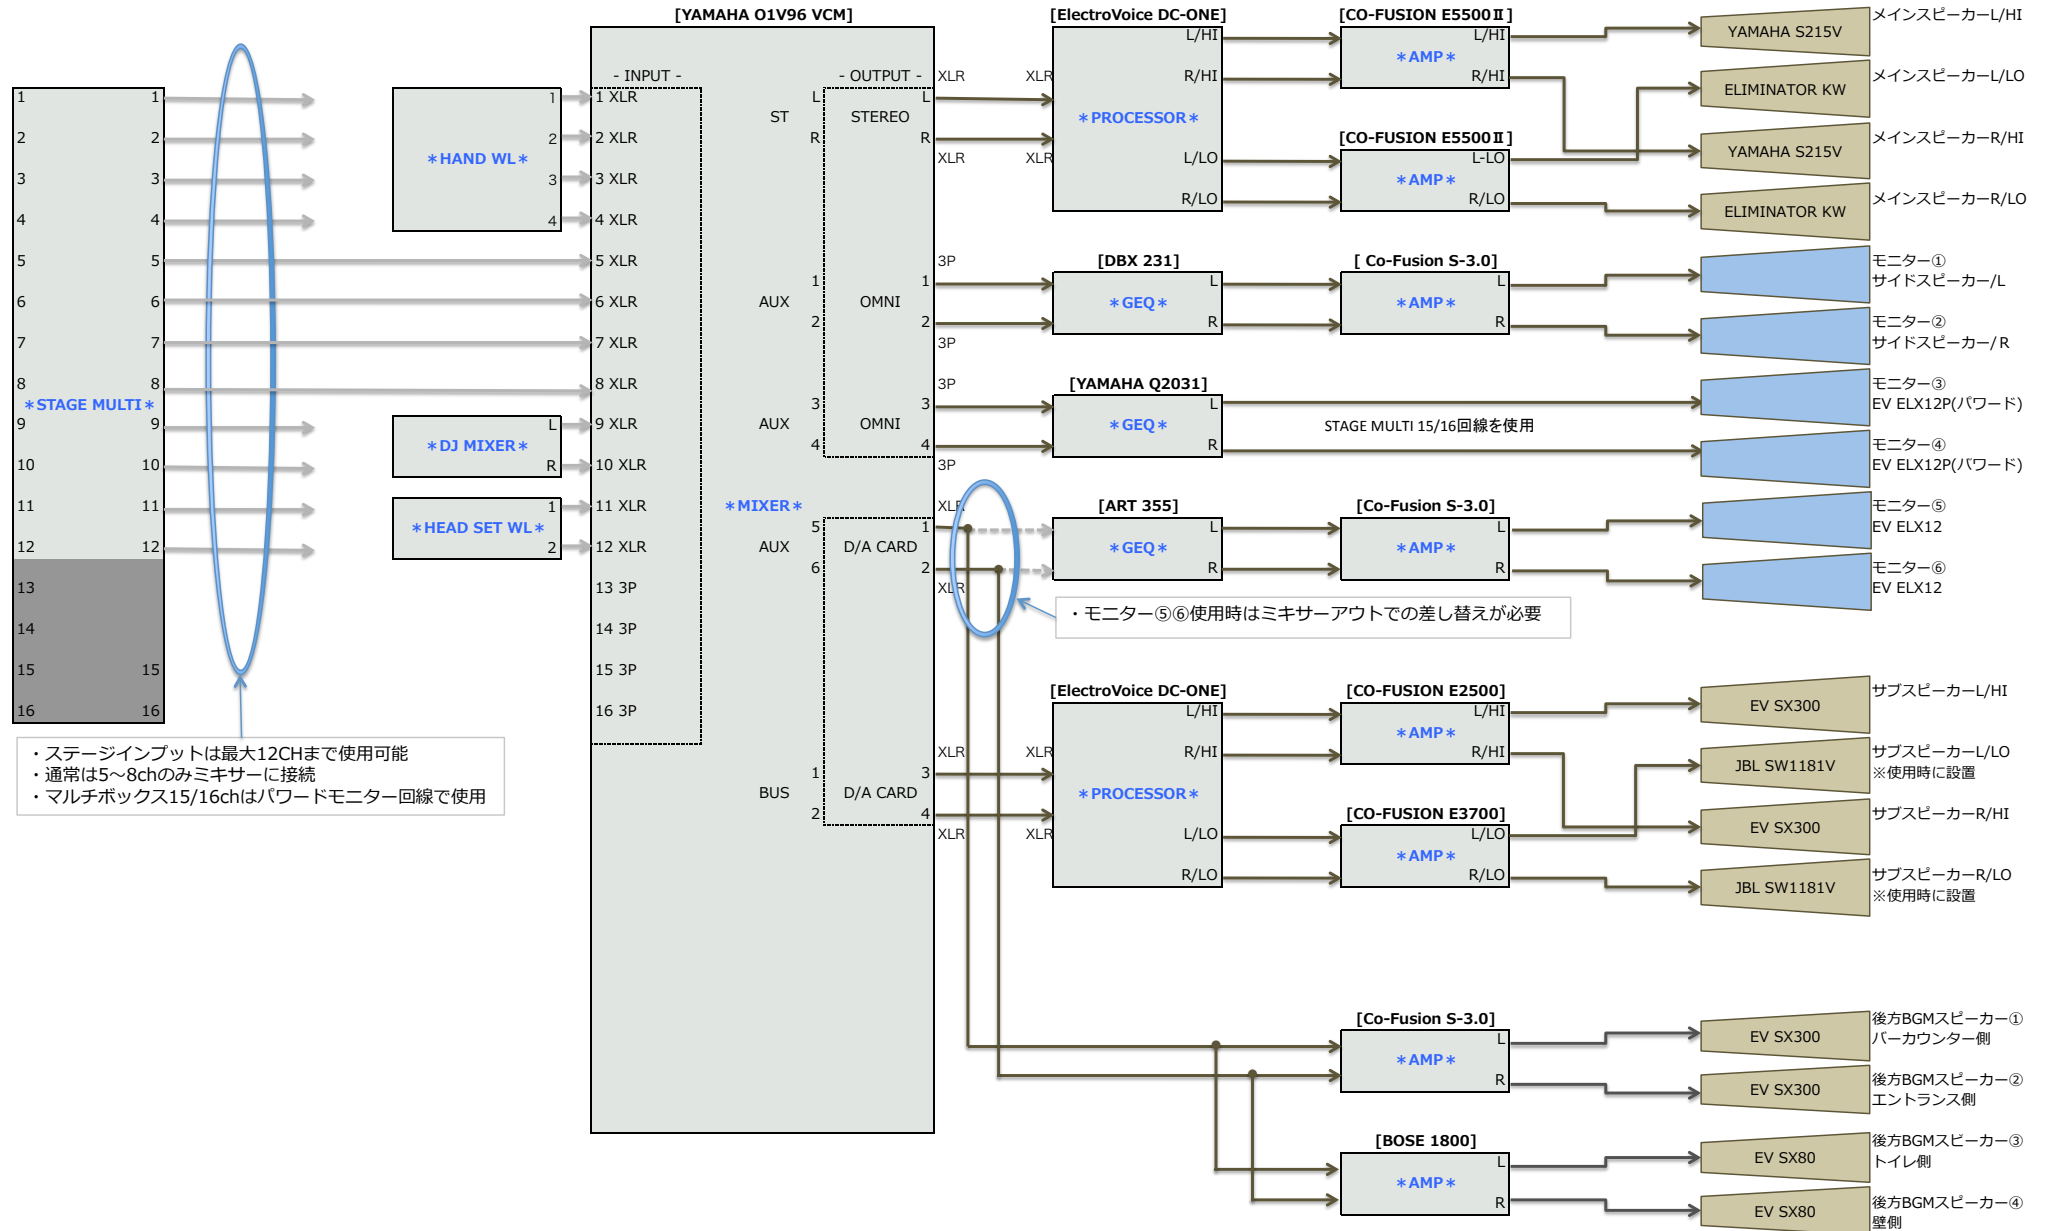 [YAMAHA O1V96 VCM]
[ElectroVoice DC-ONE]
[CO-FUSION E5500Ⅱ]
メインスピーカーL/HI
YAMAHA S215V
L/HI
R/HI
L/LO
R/LO
*PROCESSOR*
L/HI
*AMP*
R/HI
メインスピーカーL/LO
ELIMINATOR KW
[CO-FUSION E5500Ⅱ]
L-LO
*AMP*
R/LO
メインスピーカーR/HI
YAMAHA S215V
メインスピーカーR/LO
ELIMINATOR KW
1 1
2 2
3 3
4 4
5 5
6 6
7 7
8 8
*STAGE MULTI*
9 9
10 10
11 11
12 12
13
14
15 15
16 16
・ステージインプットは最大12CHまで使用可能
・通常は5～8chのみミキサーに接続
・マルチボックス15/16chはパワードモニター回線で使用
*HAND WL*
1
2
3
4
*DJ MIXER*
L
R
*HEAD SET WL*
1
2
- INPUT -
1 XLR
2 XLR
3 XLR
4 XLR
5 XLR
6 XLR
7 XLR
8 XLR
9 XLR
10 XLR
11 XLR
12 XLR
13 3P
14 3P
15 3P
16 3P
*MIXER*
- OUTPUT -
ST
L
R
STEREO
L
R
XLR XLR
XLR XLR
AUX
1
2
OMNI
1
2
3P
3P
AUX
3
4
OMNI
3
4
3P
3P
AUX
5
6
D/A CARD
1
2
XLR
XLR
BUS
1
2
D/A CARD
3
4
XLR XLR
XLR XLR
[DBX 231]
L
*GEQ*
R
[ Co-Fusion S-3.0]
L
*AMP*
R
モニター①
サイドスピーカー/L
モニター②
サイドスピーカー/ R
[YAMAHA Q2031]
L
*GEQ*
R
STAGE MULTI 15/16回線を使用
モニター③
EV ELX12P(パワード)
モニター④
EV ELX12P(パワード)
[ART 355]
L
*GEQ*
R
[Co-Fusion S-3.0]
L
*AMP*
R
モニター⑤
EV ELX12
モニター⑥
EV ELX12
・モニター⑤⑥使用時はミキサーアウトでの差し替えが必要
[ElectroVoice DC-ONE]
L/HI
R/HI
*PROCESSOR*
L/LO
R/LO
[CO-FUSION E2500]
L/HI
*AMP*
R/HI
[CO-FUSION E3700]
L/LO
*AMP*
R/LO
EV SX300
サブスピーカーL/HI
JBL SW1181V
サブスピーカーL/LO
※使用時に設置
EV SX300
サブスピーカーR/HI
JBL SW1181V
サブスピーカーR/LO
※使用時に設置
[Co-Fusion S-3.0]
L
*AMP*
R
EV SX300
後方BGMスピーカー①
バーカウンター側
EV SX300
後方BGMスピーカー②
エントランス側
[BOSE 1800]
L
*AMP*
R
EV SX80
後方BGMスピーカー③
トイレ側
EV SX80
後方BGMスピーカー④
壁側